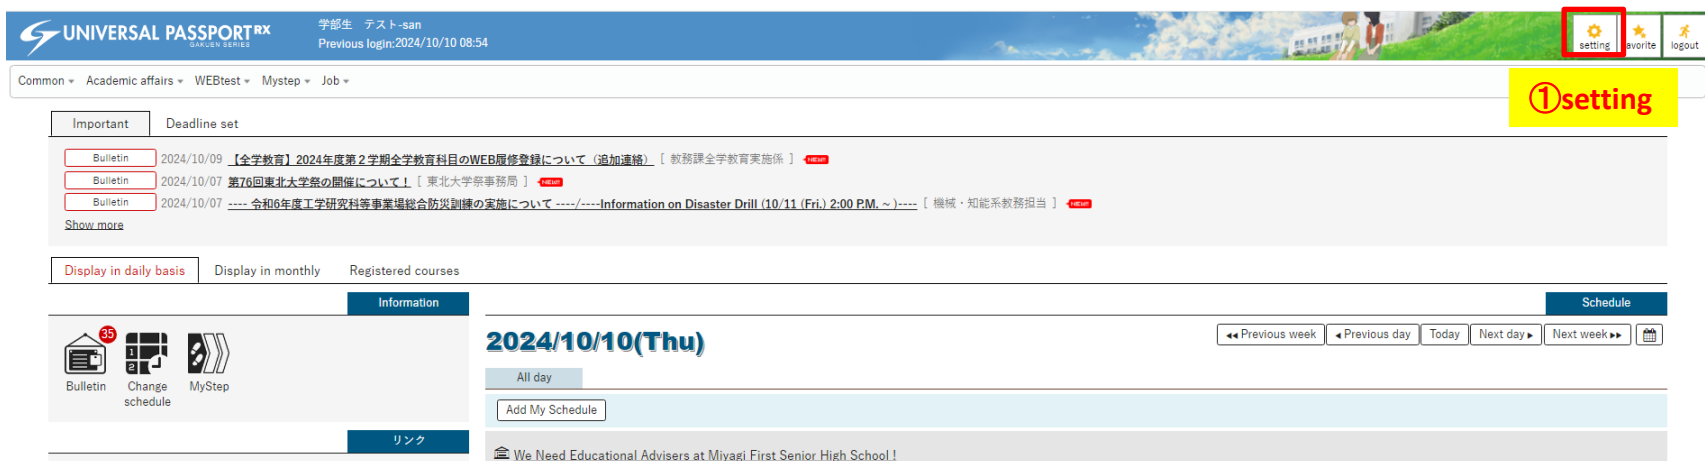 UNIVERSAL PASSPORT RX
GAKUEN SERIES
学部生 テスト-san
Previous login:2024/10/10 08:54
setting
avorite
logout
①setting
Common Academic affairs WEBtest Mystep Job
Important Deadline set
Bulletin 2024/10/09 【全学教育】2024年度第２学期全学教育科目のWEB履修登録について（追加連絡） [ 教務課全学教育実施係 ] NEW!!
Bulletin 2024/10/07 第76回東北大学祭の開催について！ [ 東北大学祭事務局 ] NEW!!
Bulletin 2024/10/07 ---- 令和6年度工学研究科等事業場総合防災訓練の実施について ----/----Information on Disaster Drill (10/11 (Fri.) 2:00 P.M. ~ )---- [ 機械・知能系教務担当 ] NEW!!
Show more
Display in daily basis Display in monthly Registered courses
Information
35
Bulletin
Change schedule
MyStep
リンク
Schedule
2024/10/10(Thu)
Previous week Previous day Today Next day Next week
All day
Add My Schedule
We Need Educational Advisers at Miyagi First Senior High School !